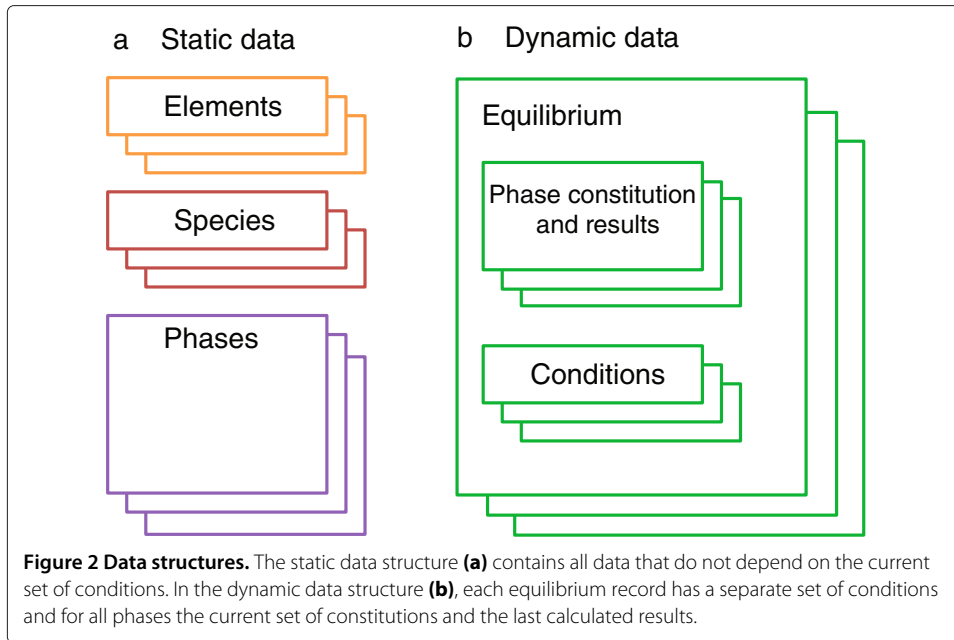 a Static data
Elements
Species
Phases
b Dynamic data
Equilibrium
Phase constitution
and results
Conditions
Figure 2 Data structures. The static data structure (a) contains all data that do not depend on the current
set of conditions. In the dynamic data structure (b), each equilibrium record has a separate set of conditions
and for all phases the current set of constitutions and the last calculated results.